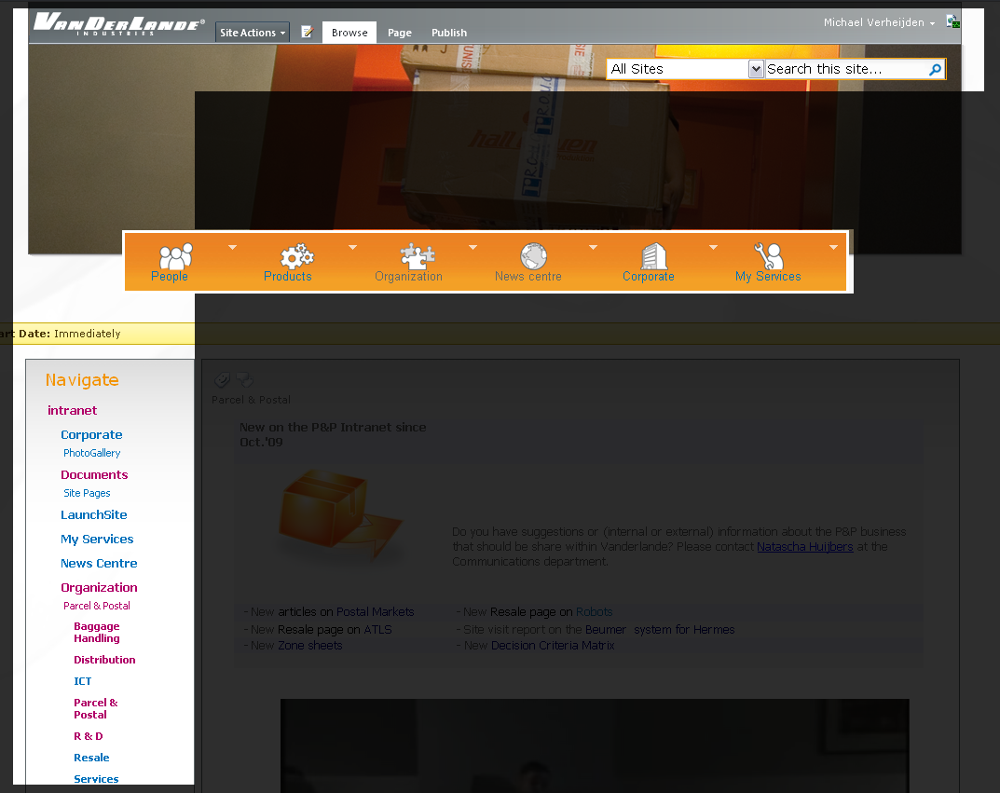 VANDERLANDE®
INDUSTRIES
Site Actions
Browse
Page
Publish
Michael Verheijden
All Sites
Search this site...
People
Products
Organization
News centre
Corporate
My Services
art Date: Immediately
Navigate
intranet
Corporate
PhotoGallery
Documents
Site Pages
LaunchSite
My Services
News Centre
Organization
Parcel & Postal
Baggage
Handling
Distribution
ICT
Parcel &
Postal
R & D
Resale
Services
Parcel & Postal
New on the P&P Intranet since
Oct.'09
Do you have suggestions or (internal or external) information about the P&P business
that should be share within Vanderlande? Please contact Natascha Huijbers at the
Communications department.
- New articles on Postal Markets
- New Resale page on Robots
- New Resale page on ATLS
- Site visit report on the Beumer system for Hermes
- New Zone sheets
- New Decision Criteria Matrix